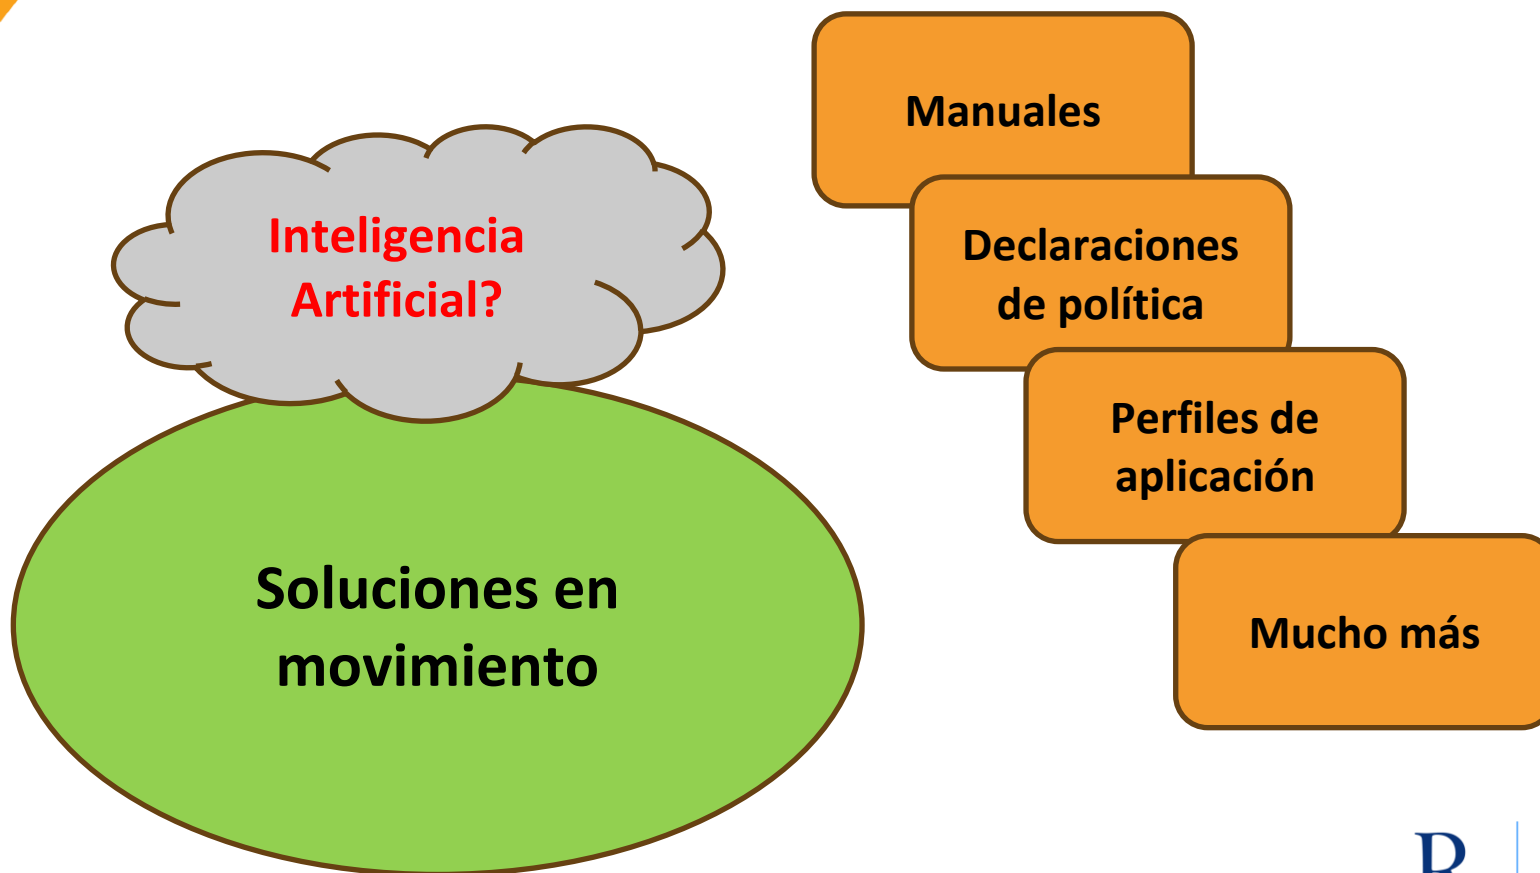 Manuales
Inteligencia
Artificial?
Declaraciones
de política
Perfiles de
aplicación
Soluciones en
movimiento
Mucho más
R